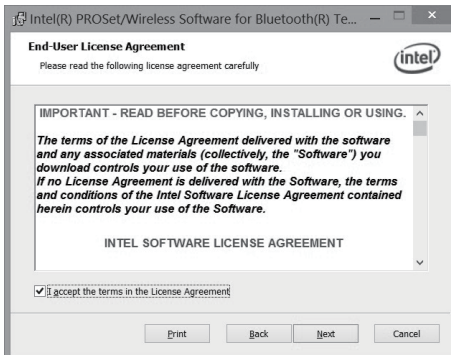 Intel(R) PROSet/Wireless Software for Bluetooth(R) Te...
End-User License Agreement
Please read the following license agreement carefully
intel
IMPORTANT - READ BEFORE COPYING, INSTALLING OR USING.
The terms of the License Agreement delivered with the software
and any associated materials (collectively, the "Software") you
download controls your use of the software.
If no License Agreement is delivered with the Software, the terms
and conditions of the Intel Software License Agreement contained
herein controls your use of the Software.
INTEL SOFTWARE LICENSE AGREEMENT
I accept the terms in the License Agreement
Print Back Next Cancel